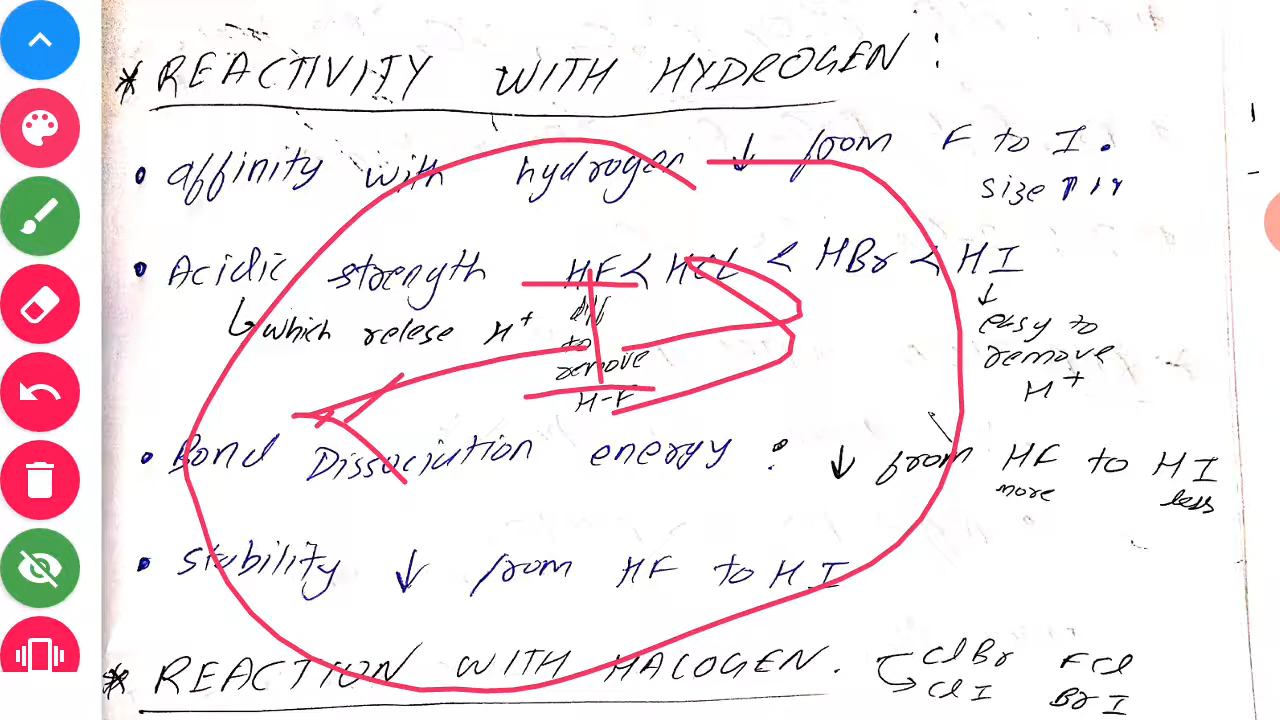 * REACTIVITY WITH HYDROGEN :
• affinity with hydrogen ↓ from F to I.
size ↑
• Acidic strength HF < HCl < HBr < HI
↳ which relese H⁺
diff
to
remove
H-F
↓
easy to
remove
H⁺
• Bond Dissociution energy : ↓ from HF to HI
more
less
• stability ↓ from HF to HI
* REACTION WITH HALOGEN.
ClBr FCl
ClI BrI